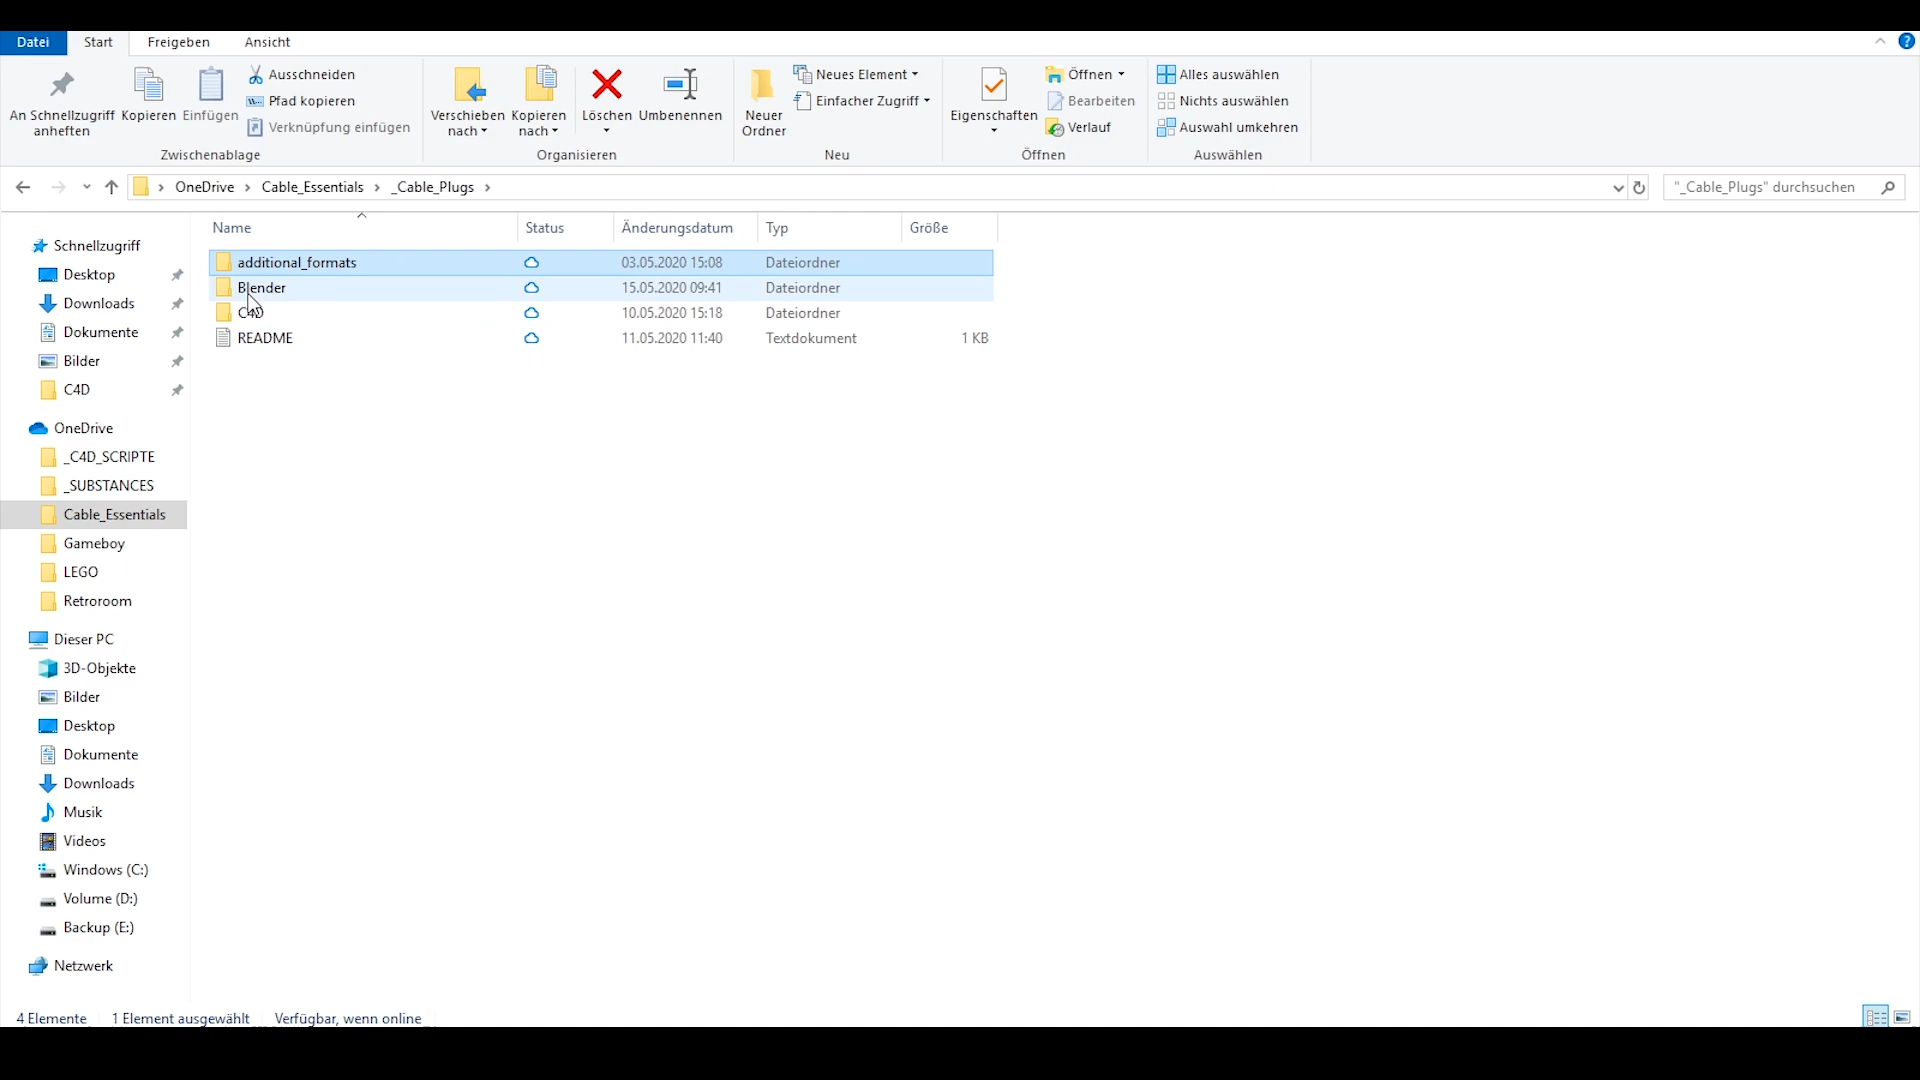 Datei Start Freigeben Ansicht
An Schnellzugriff anheften
Kopieren
Einfügen
Ausschneiden
Pfad kopieren
Verknüpfung einfügen
Zwischenablage
Verschieben nach
Kopieren nach
Löschen
Umbenennen
Organisieren
Neuer Ordner
Neues Element
Einfacher Zugriff
Neu
Eigenschaften
Öffnen
Bearbeiten
Verlauf
Öffnen
Alles auswählen
Nichts auswählen
Auswahl umkehren
Auswählen
OneDrive > Cable_Essentials > _Cable_Plugs >
"_Cable_Plugs" durchsuchen
Schnellzugriff
Desktop
Downloads
Dokumente
Bilder
C4D
OneDrive
_C4D_SCRIPTE
_SUBSTANCES
Cable_Essentials
Gameboy
LEGO
Retroroom
Dieser PC
3D-Objekte
Bilder
Desktop
Dokumente
Downloads
Musik
Videos
Windows (C:)
Volume (D:)
Backup (E:)
Netzwerk
Name Status Änderungsdatum Typ Größe
additional_formats 03.05.2020 15:08 Dateiordner
Blender 15.05.2020 09:41 Dateiordner
C4D 10.05.2020 15:18 Dateiordner
README 11.05.2020 11:40 Textdokument 1 KB
4 Elemente 1 Element ausgewählt Verfügbar, wenn online